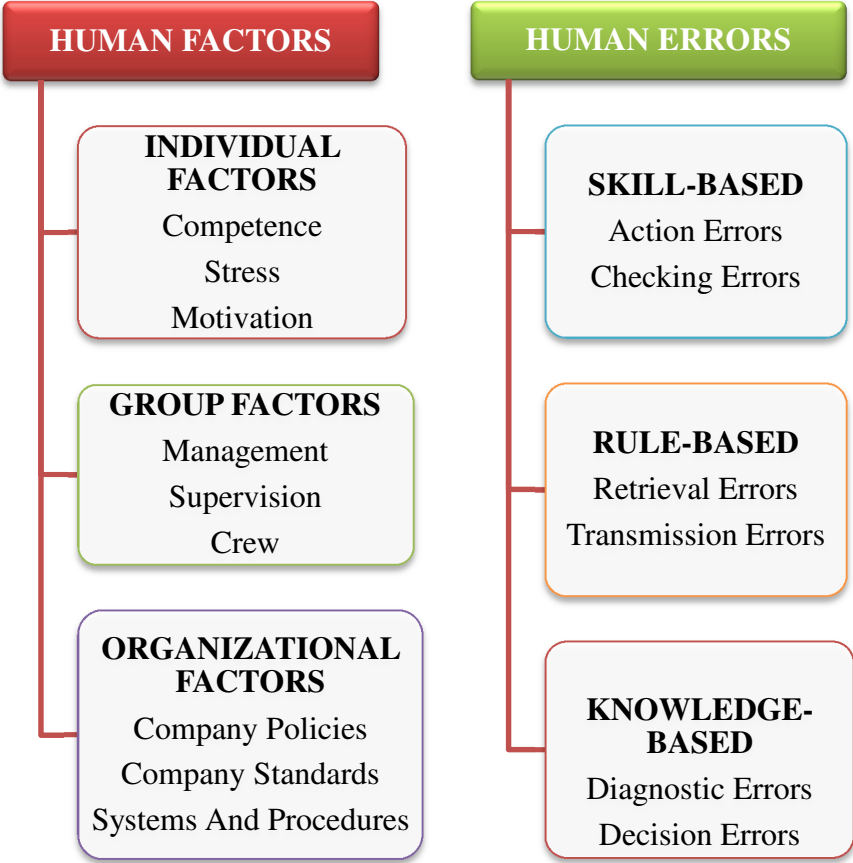 HUMAN FACTORS
INDIVIDUAL
FACTORS
Competence
Stress
Motivation
GROUP FACTORS
Management
Supervision
Crew
ORGANIZATIONAL
FACTORS
Company Policies
Company Standards
Systems And Procedures
HUMAN ERRORS
SKILL-BASED
Action Errors
Checking Errors
RULE-BASED
Retrieval Errors
Transmission Errors
KNOWLEDGE-
BASED
Diagnostic Errors
Decision Errors